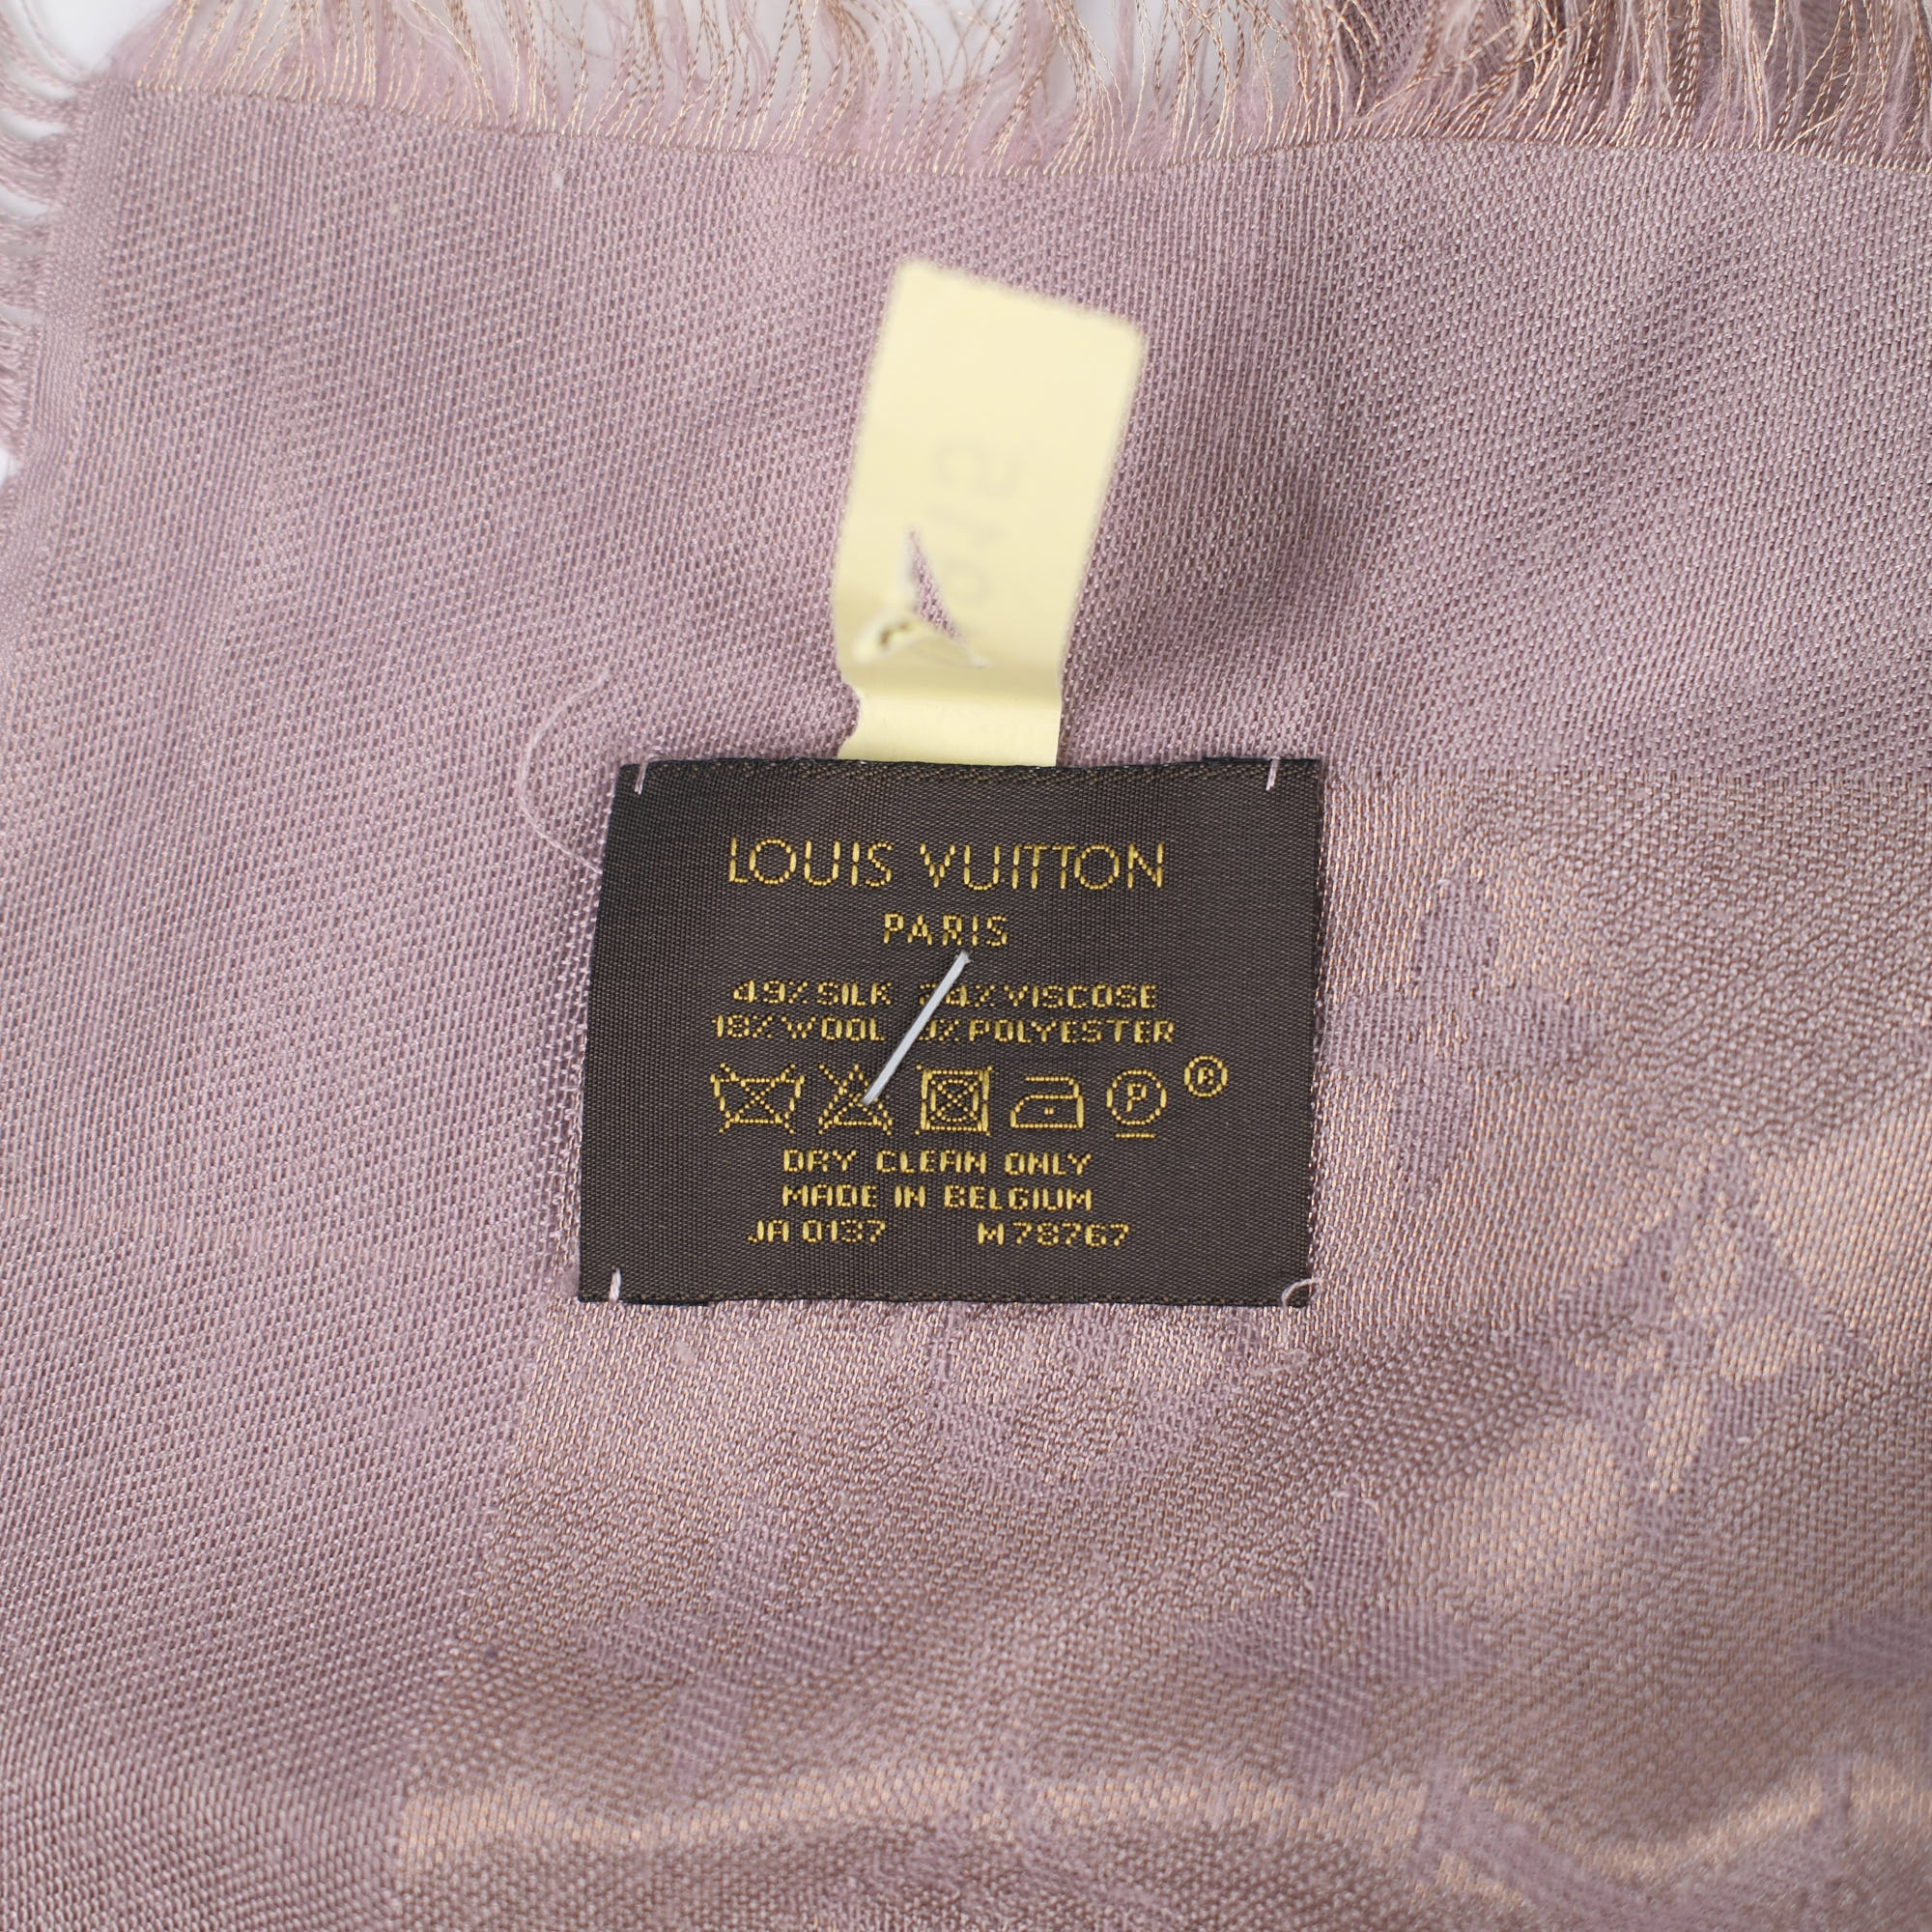 LOUIS VUITTON
PARIS
49% SILK 24% VISCOSE
18% WOOL 9% POLYESTER
P ®
DRY CLEAN ONLY
MADE IN BELGIUM
JA 0137 M78767